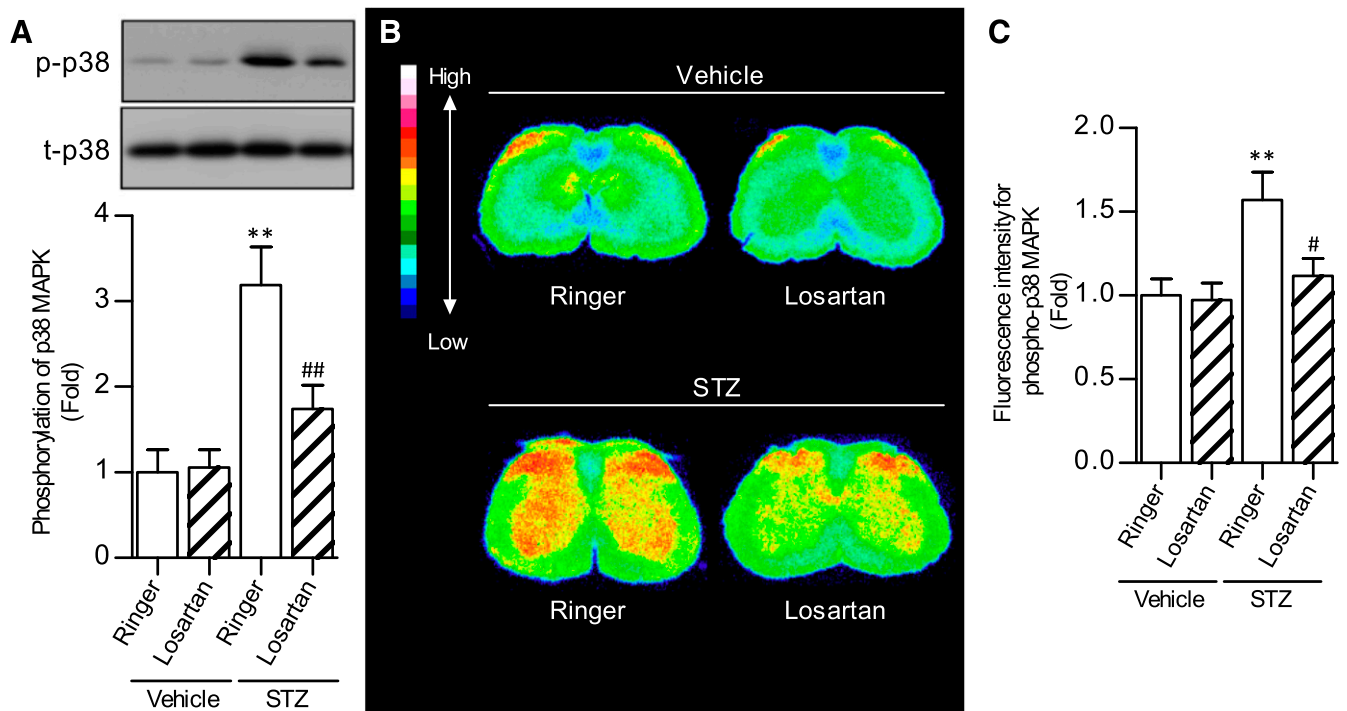 A
p-p38
t-p38
Phosphorylation of p38 MAPK
(Fold)
4
3
2
1
0
**
##
Ringer
Losartan
Ringer
Losartan
Vehicle
STZ
B
High
Low
Vehicle
Ringer
Losartan
STZ
Ringer
Losartan
C
Fluorescence intensity for
phospho-p38 MAPK
(Fold)
2.0
1.5
1.0
0.5
0.0
**
#
Ringer
Losartan
Ringer
Losartan
Vehicle
STZ